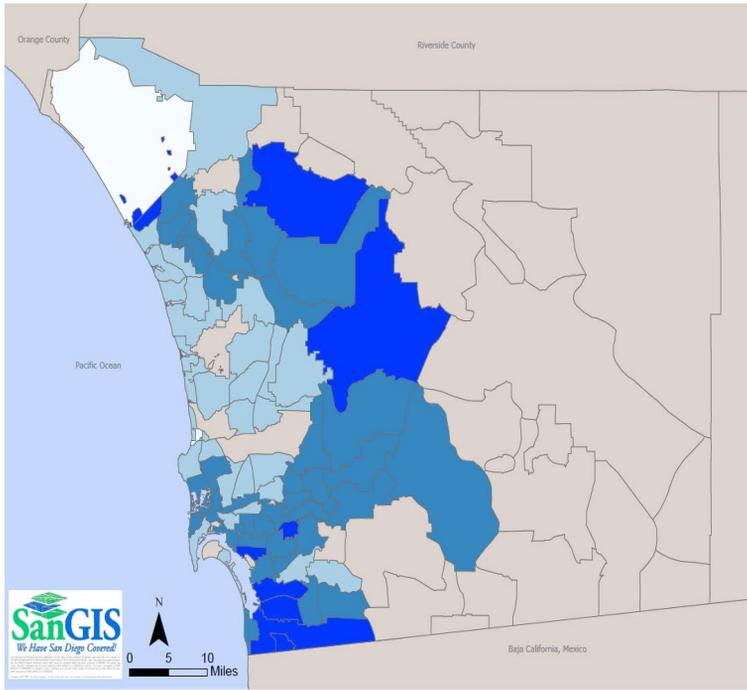 Orange County
Riverside County
Pacific Ocean
SanGIS
We Have San Diego Covered!
N
0 5 10
Miles
Baja California, Mexico